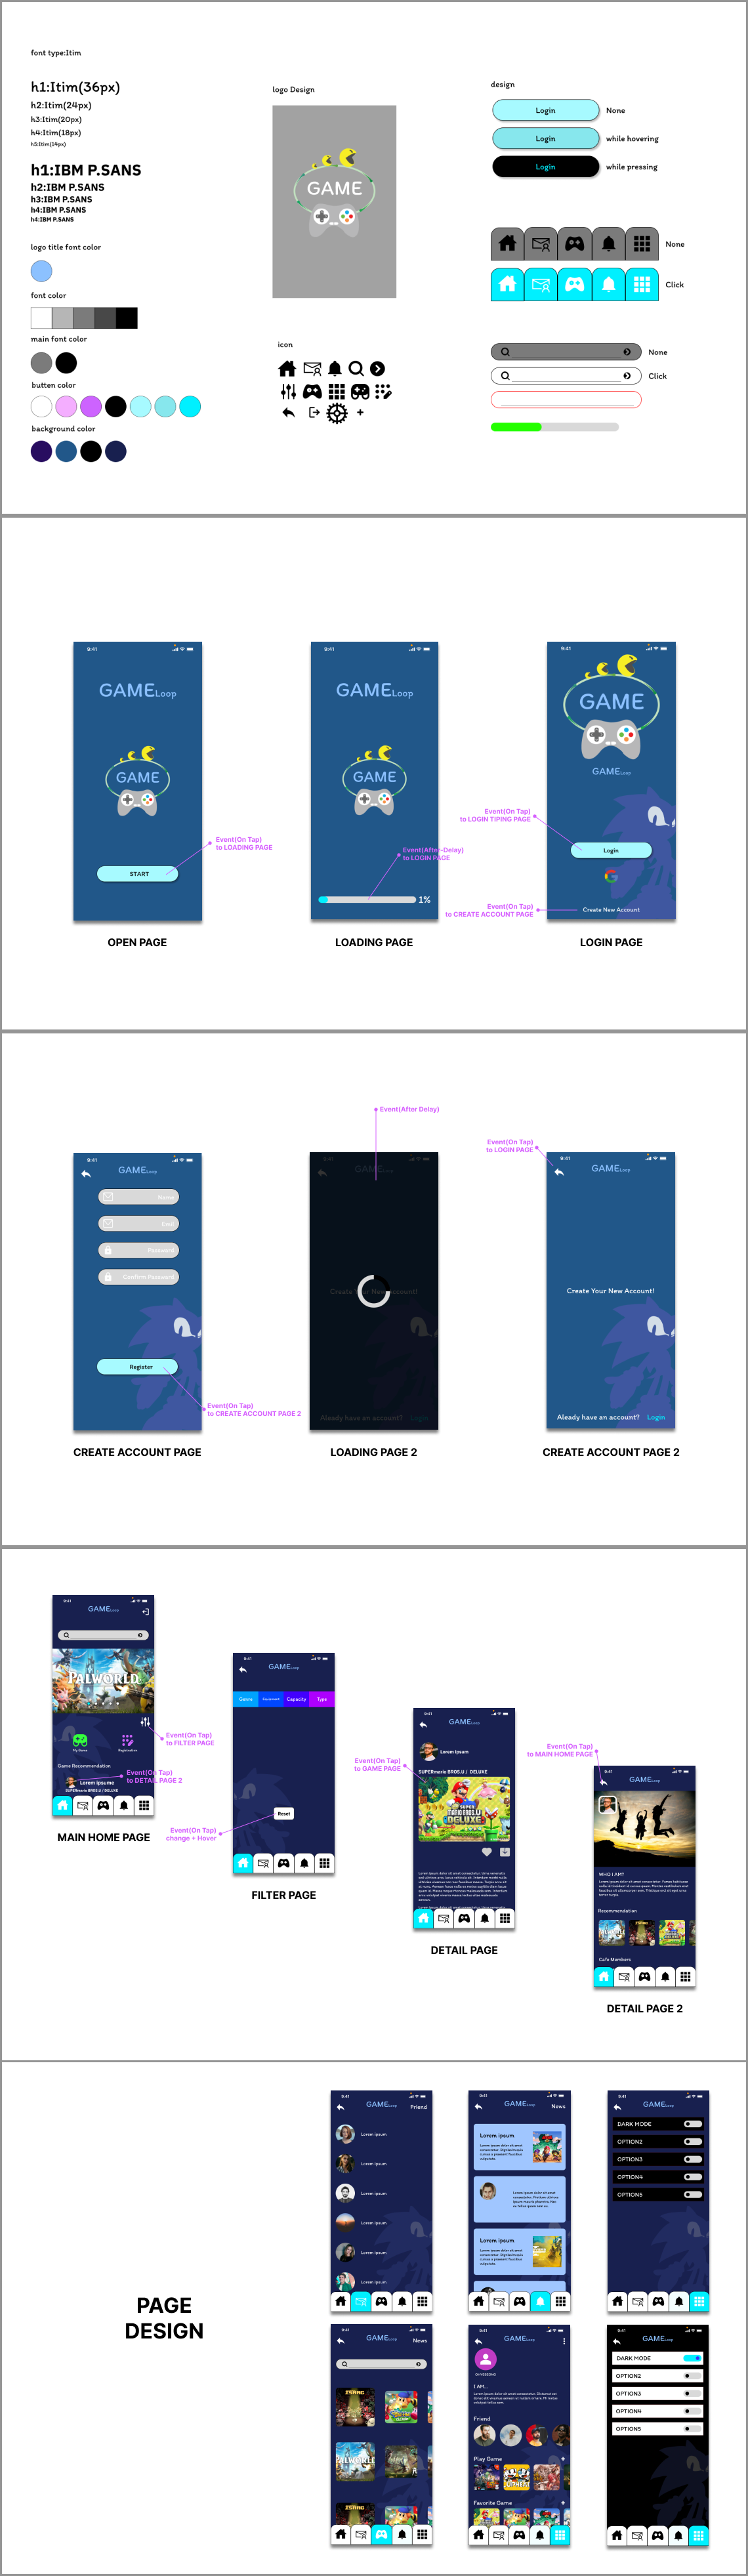 font type:Itim
h1:Itim(36px)
h2:Itim(24px)
h3:Itim(20px)
h4:Itim(18px)
h5:Itim(14px)
h1:IBM P.SANS
h2:IBM P.SANS
h3:IBM P.SANS
h4:IBM P.SANS
h4:IBM P.SANS
logo title font color
font color
main font color
butten color
background color
logo Design
GAME
icon
design
Login
None
Login
while hovering
Login
while pressing
None
Click
None
Click
9:41
GAMELoop
GAME
START
Event(On Tap)
to LOADING PAGE
OPEN PAGE
9:41
GAMELoop
GAME
Event(After-Delay)
to LOGIN PAGE
1%
LOADING PAGE
9:41
GAME
GAMELoop
Event(On Tap)
to LOGIN TIPING PAGE
Login
G
Event(On Tap)
to CREATE ACCOUNT PAGE
Create New Account
LOGIN PAGE
9:41
GAMELoop
Name
Email
Password
Confirm Password
Register
Event(On Tap)
to CREATE ACCOUNT PAGE 2
CREATE ACCOUNT PAGE
Event(After Delay)
GAMELoop
Create Your New Account!
Already have an account? Login
LOADING PAGE 2
Event(On Tap)
to LOGIN PAGE
9:41
GAMELoop
Create Your New Account!
Aleady have an account? Login
CREATE ACCOUNT PAGE 2
9:41
GAMELoop
PALWORLD
Event(On Tap)
to FILTER PAGE
My Game
Registration
Game Recommendation
Lorem Ipsume
Event(On Tap)
to DETAIL PAGE 2
SUPERMario BROS.U / DELUXE
MAIN HOME PAGE
9:41
GAMELoop
Genre
Equipment
Capacity
Type
Reset
Event(On Tap)
change + Hover
FILTER PAGE
9:41
GAMELoop
Lorem Ipsum
Event(On Tap)
to GAME PAGE
SUPERMario BROS.U / DELUXE
NEW SUPER
MARIO BROS.U
DELUXE
DETAIL PAGE
Event(On Tap)
to MAIN HOME PAGE
9:41
GAMELoop
WHO I AM?
Recommendation
Cafe Members
DETAIL PAGE 2
PAGE
DESIGN
9:41
GAMELoop
Friend
Lorem ipsum
Lorem ipsum
Lorem ipsum
Lorem ipsum
Lorem ipsum
Lorem ipsum
9:41
GAMELoop
News
Lorem ipsum
Lorem ipsum
9:41
GAMELoop
DARK MODE
OPTION2
OPTION3
OPTION4
OPTION5
9:41
GAMELoop
News
9:41
GAMELoop
I AM...
Friend
Play Game
Favorite Game
9:41
GAMELoop
DARK MODE
OPTION2
OPTION3
OPTION4
OPTION5